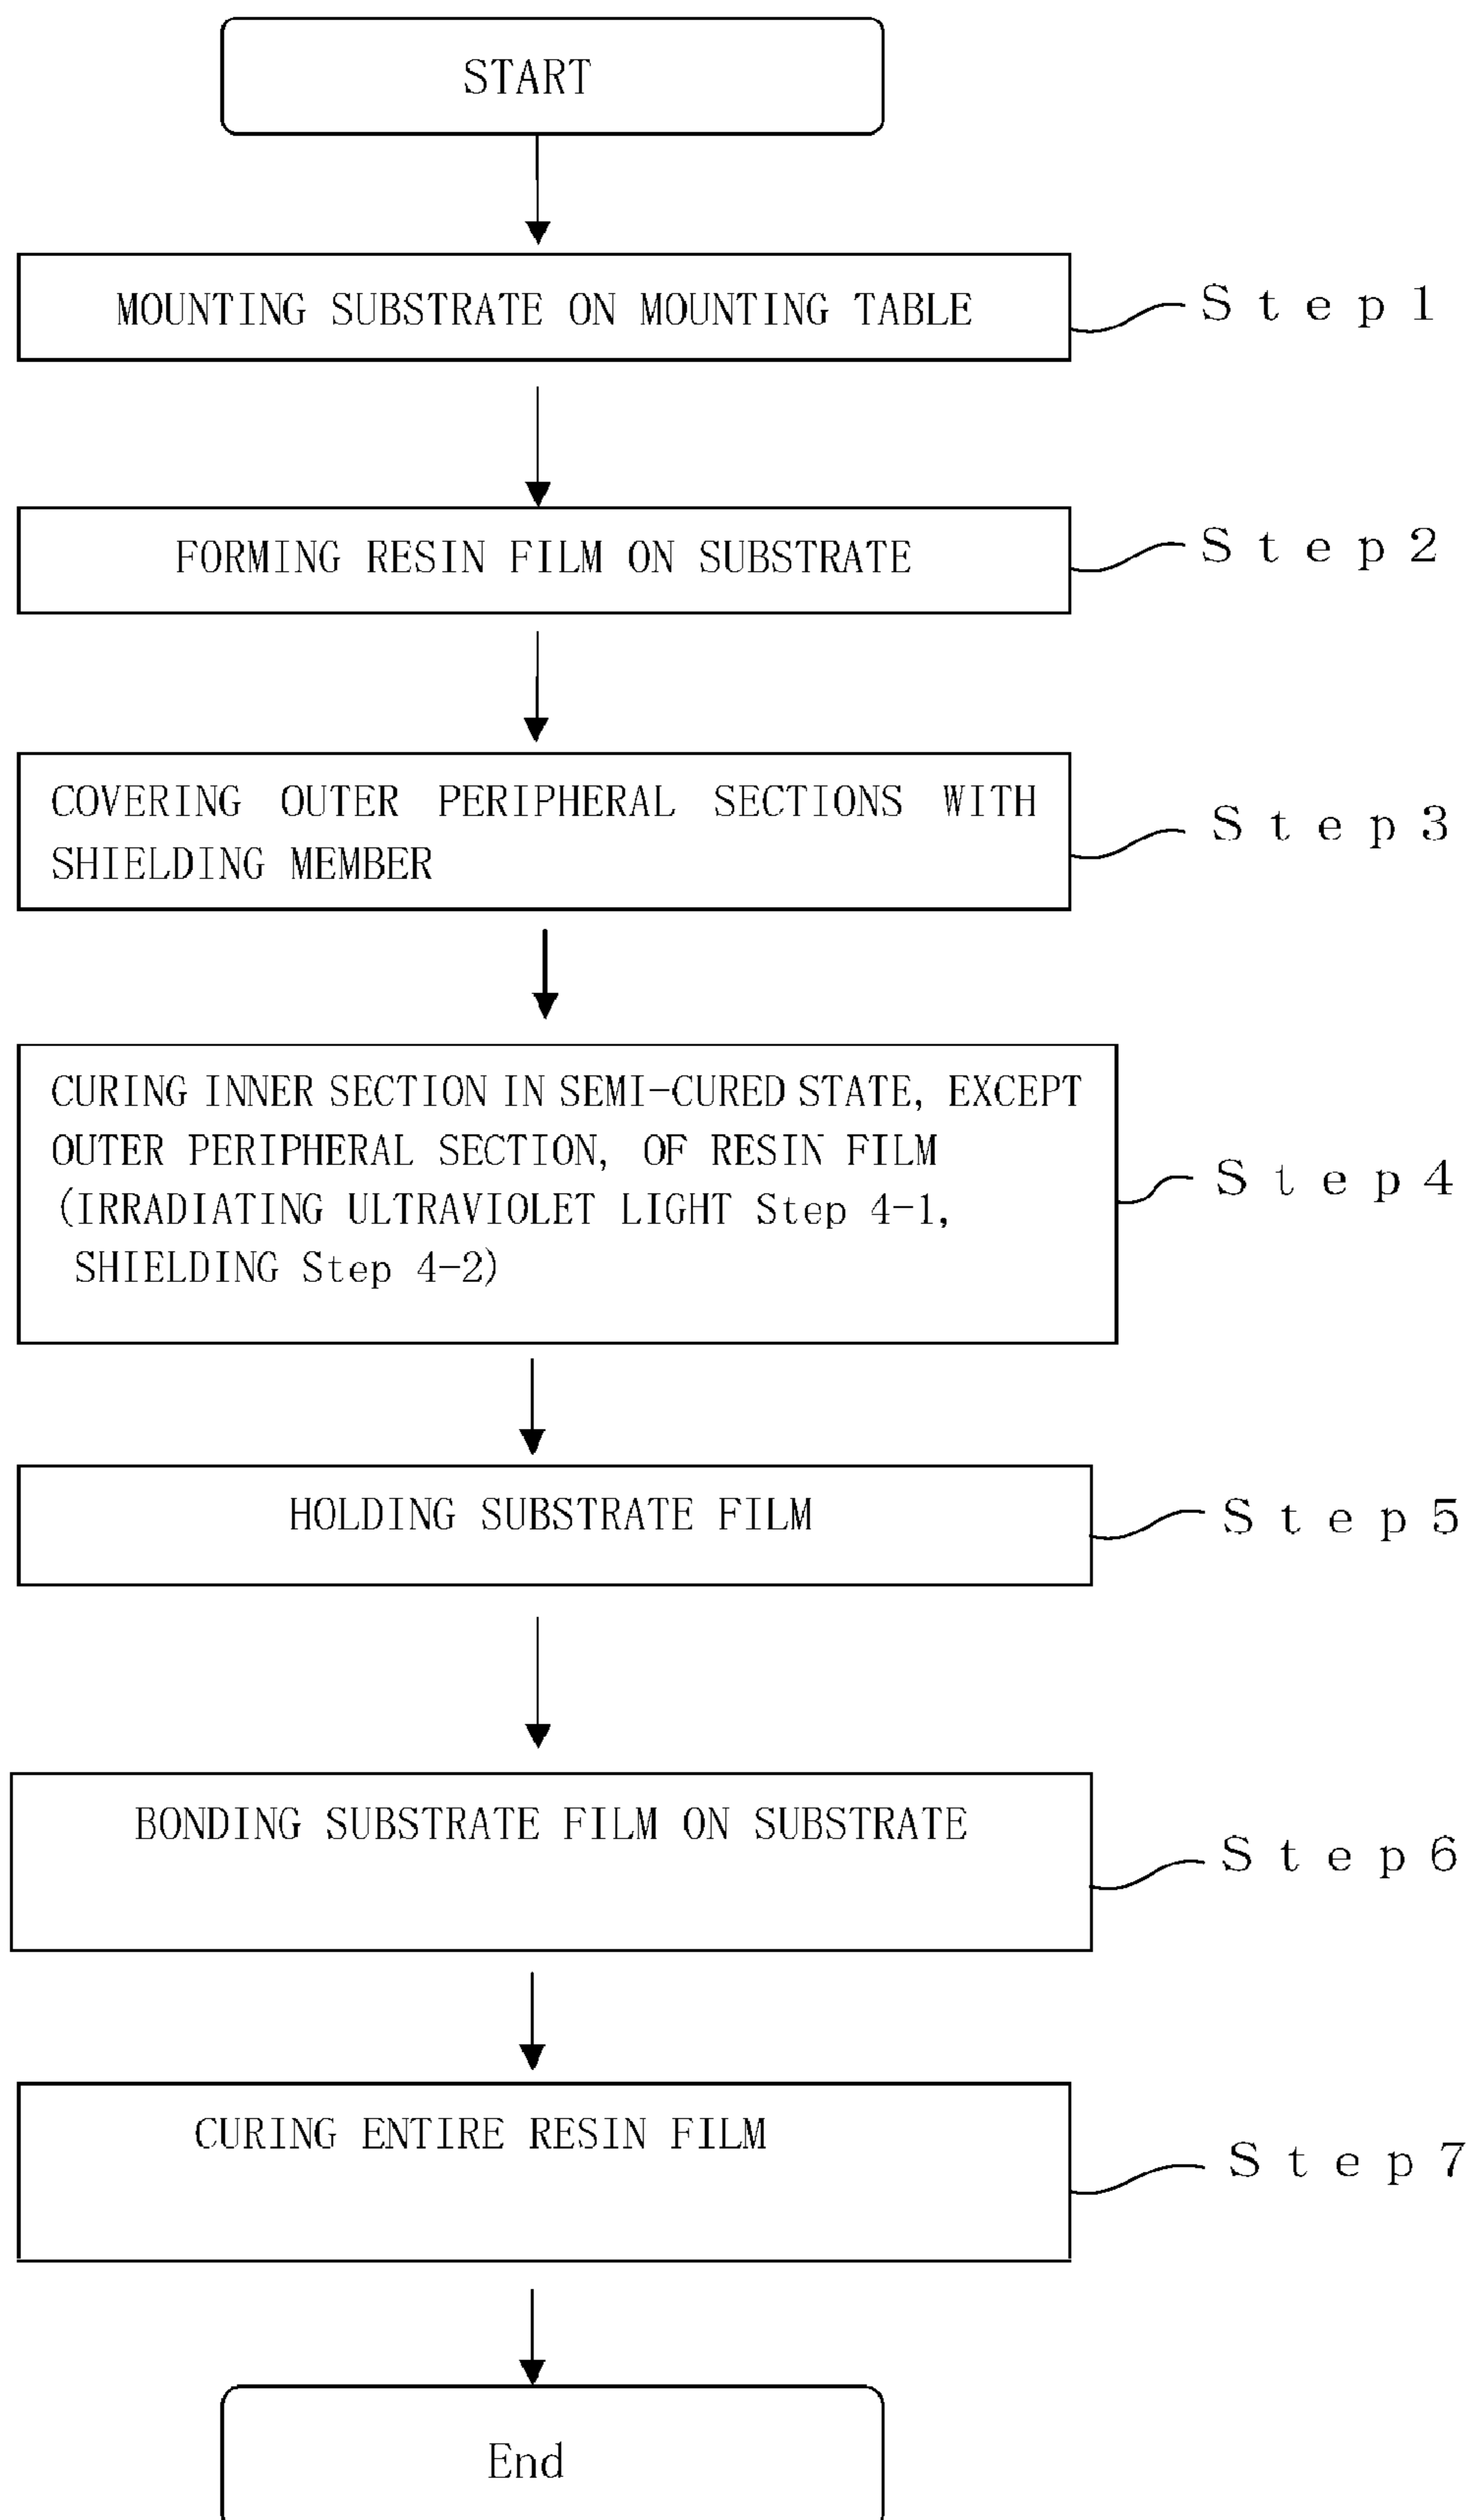 START
MOUNTING SUBSTRATE ON MOUNTING TABLE
Step1
FORMING RESIN FILM ON SUBSTRATE
Step2
COVERING OUTER PERIPHERAL SECTIONS WITH
SHIELDING MEMBER
Step3
CURING INNER SECTION IN SEMI-CURED STATE, EXCEPT
OUTER PERIPHERAL SECTION, OF RESIN FILM
(IRRADIATING ULTRAVIOLET LIGHT Step 4-1,
SHIELDING Step 4-2)
Step4
HOLDING SUBSTRATE FILM
Step5
BONDING SUBSTRATE FILM ON SUBSTRATE
Step6
CURING ENTIRE RESIN FILM
Step7
End